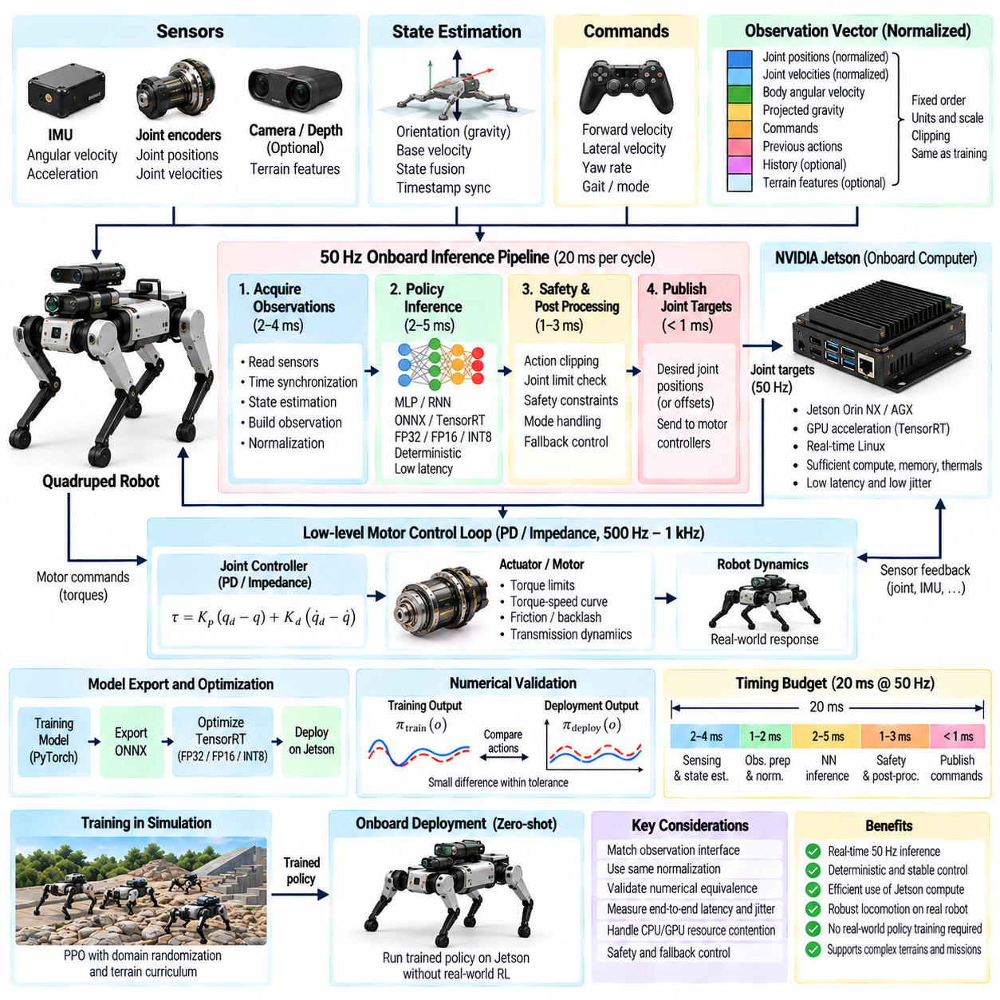 Sensors
IMU
Angular velocity
Acceleration
Joint encoders
Joint positions
Joint velocities
Camera / Depth
(Optional)
Terrain features
State Estimation
Orientation (gravity)
Base velocity
State fusion
Timestamp sync
Commands
Forward velocity
Lateral velocity
Yaw rate
Gait / mode
Observation Vector (Normalized)
Joint positions (normalized)
Joint velocities (normalized)
Body angular velocity
Projected gravity
Commands
Previous actions
History (optional)
Terrain features (optional)
Fixed order
Units and scale
Clipping
Same as training
Quadruped Robot
50 Hz Onboard Inference Pipeline (20 ms per cycle)
1. Acquire
Observations
(2–4 ms)
• Read sensors
• Time synchronization
• State estimation
• Build observation
• Normalization
2. Policy
Inference
(2–5 ms)
MLP / RNN
ONNX / TensorRT
FP32 / FP16 / INT8
Deterministic
Low latency
3. Safety &
Post Processing
(1–3 ms)
Action clipping
Joint limit check
Safety constraints
Mode handling
Fallback control
4. Publish
Joint Targets
(< 1 ms)
Desired joint
positions
(or offsets)
Send to motor
controllers
Joint targets
(50 Hz)
NVIDIA Jetson (Onboard Computer)
• Jetson Orin NX / AGX
• GPU acceleration (TensorRT)
• Real-time Linux
• Sufficient compute, memory, thermals
• Low latency and low jitter
Motor commands
(torques)
Low-level Motor Control Loop (PD / Impedance, 500 Hz – 1 kHz)
Joint Controller
(PD / Impedance)
τ = K_p (q_d − q) + K_d (q̇_d − q̇)
Actuator / Motor
• Torque limits
• Torque-speed curve
• Friction / backlash
• Transmission dynamiics
Robot Dynamics
Real-world response
Sensor feedback
(joint, IMU, ...)
Model Export and Optimization
Training
Model
(PyTorch)
Export
ONNX
Optimize
TensorRT
(FP32 / FP16 / INT8)
Deploy
on Jetson
Numerical Validation
Training Output
π_train (o)
Compare
actions
Deployment Output
π_deploy (o)
Small difference within tolerance
Timing Budget (20 ms @ 50 Hz)
20 ms
2–4 ms
1–2 ms
2–5 ms
1–3 ms
< 1 ms
Sensing
& state est.
Obs. prep
& norm.
NN
inference
Safety
& post-proc.
Publish
commands
Training in Simulation
PPO with domain randomization
and terrain curriculum
Trained
policy
Onboard Deployment (Zero-shot)
Run trained policy on Jetson
without real-world RL
Key Considerations
Match observation interface
Use same normalization
Validate numerical equivalence
Measure end-to-end latency and jitter
Handle CPU/GPU resource contention
Safety and fallback control
Benefits
Real-time 50 Hz inference
Deterministic and stable control
Efficient use of Jetson compute
Robust locomotion on real robot
No real-world policy training required
Supports complex terrains and missions